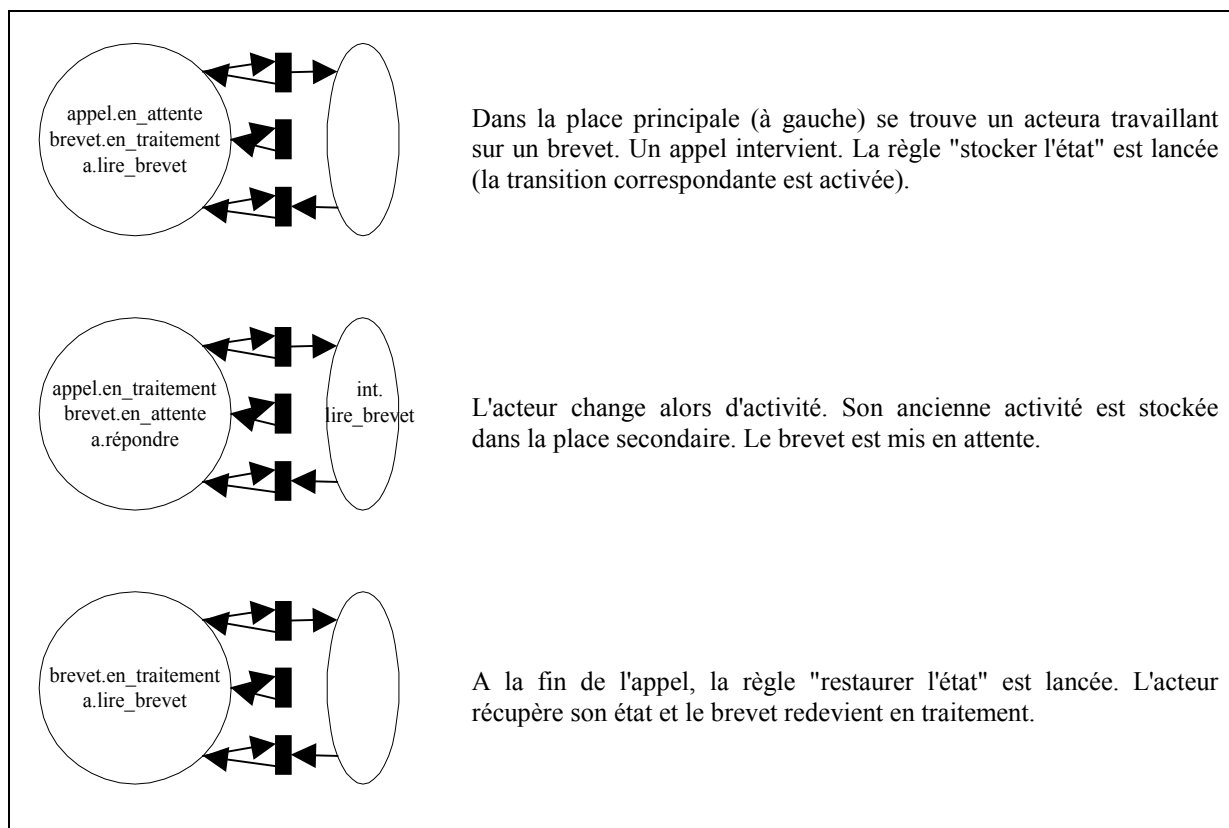 appel.en_attente
brevet.en_traitement
a.lire_brevet
Dans la place principale (à gauche) se trouve un acteura travaillant
sur un brevet. Un appel intervient. La règle "stocker l'état" est lancée
(la transition correspondante est activée).
appel.en_traitement
brevet.en_attente
a.répondre
int.
lire_brevet
L'acteur change alors d'activité. Son ancienne activité est stockée
dans la place secondaire. Le brevet est mis en attente.
brevet.en_traitement
a.lire_brevet
A la fin de l'appel, la règle "restaurer l'état" est lancée. L'acteur
récupère son état et le brevet redevient en traitement.